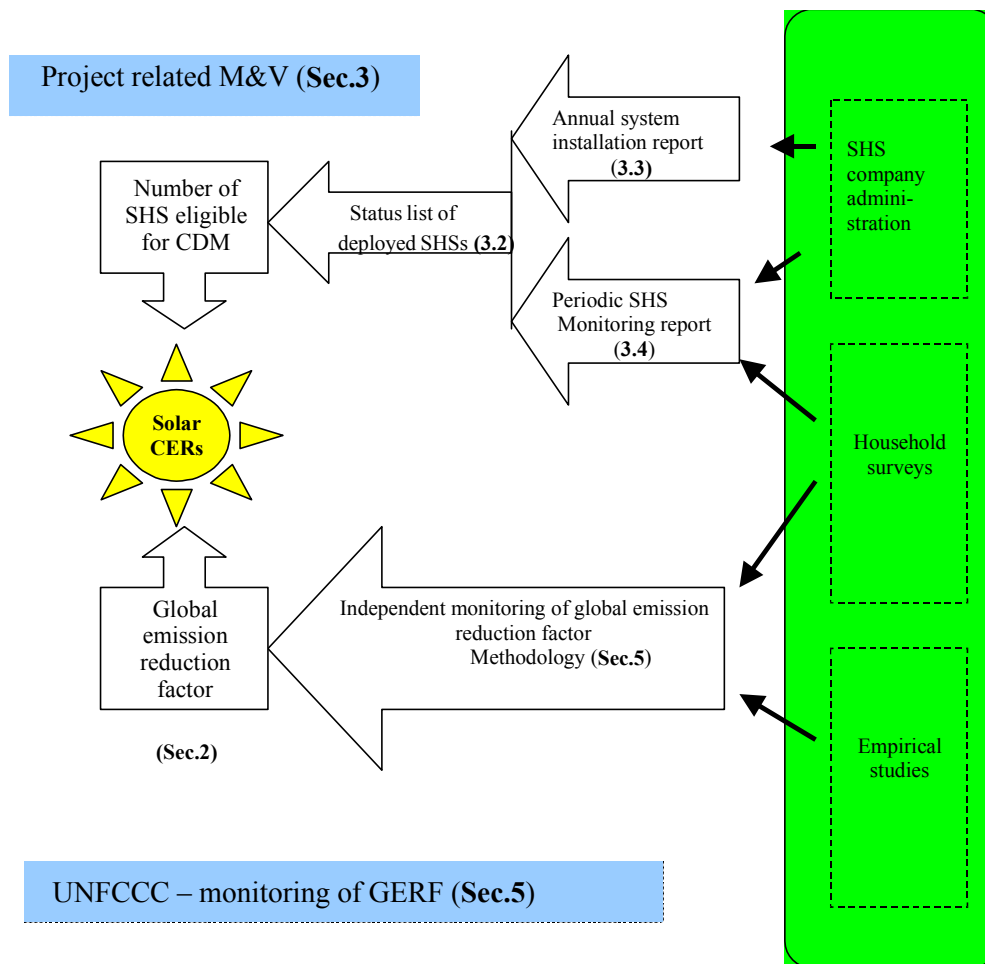 Project related M&V (Sec.3)
Annual system
installation report
(3.3)
SHS
company
admini-
stration
Number of
SHS eligible
for CDM
Status list of
deployed SHSs (3.2)
Periodic SHS
Monitoring report
(3.4)
Solar
CERs
Household
surveys
Global
emission
reduction
factor
Independent monitoring of global emission
reduction factor
Methodology (Sec.5)
(Sec.2)
Empirical
studies
UNFCCC – monitoring of GERF (Sec.5)